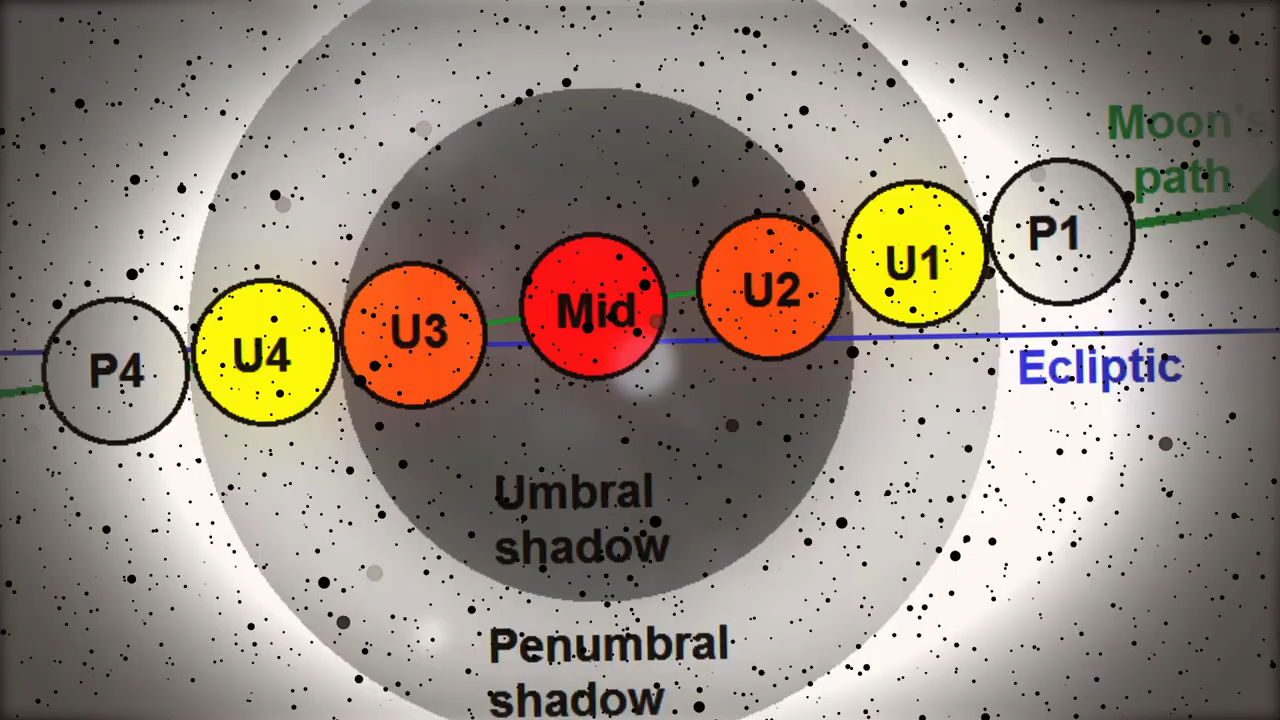 Moon's
path
P1
U1
U2
Mid
U3
U4
P4
Ecliptic
Umbral
shadow
Penumbral
shadow